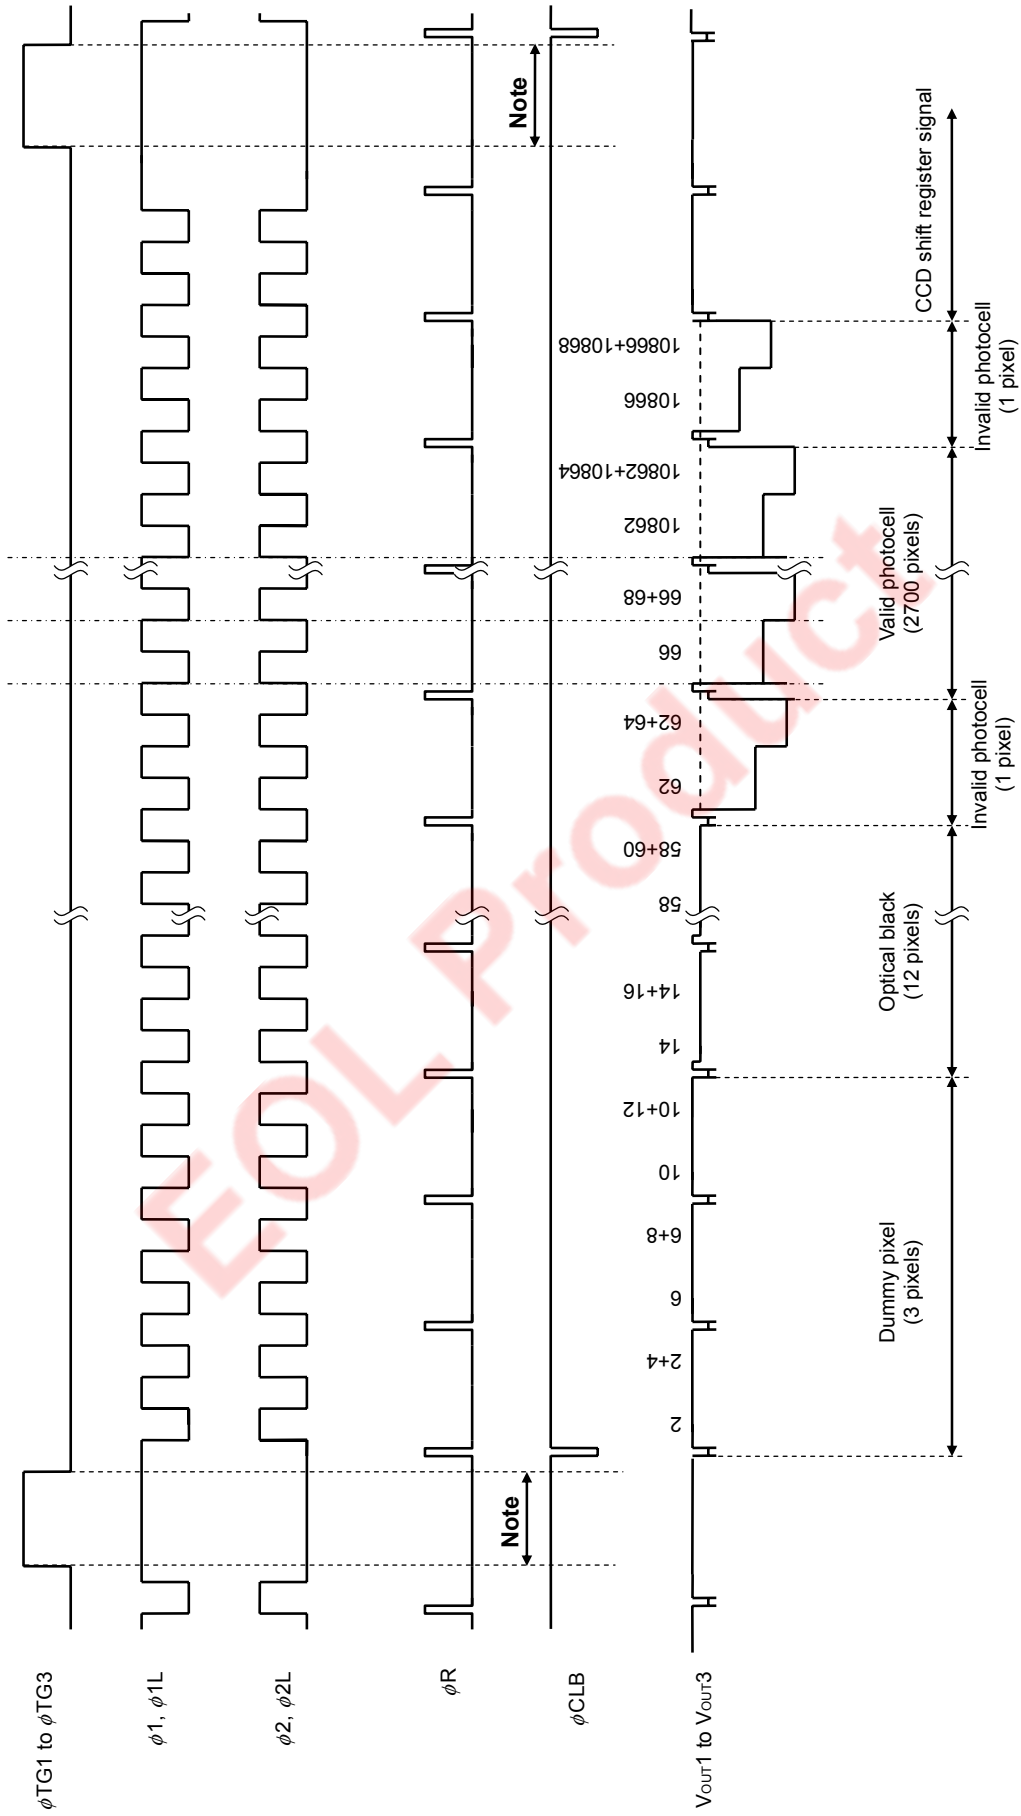 φTG1 to φTG3
φ1, φ1L
φ2, φ2L
φR
Note
Note
φCLB
2
2+4
6
6+8
10
10+12
14
14+16
58
58+60
62
62+64
66
66+68
10862
10862+10864
10866
10866+10868
VOUT1 to VOUT3
Dummy pixel
(3 pixels)
Optical black
(12 pixels)
Invalid photocell
(1 pixel)
Valid photocell
(2700 pixels)
Invalid photocell
(1 pixel)
CCD shift register signal
EOL Product